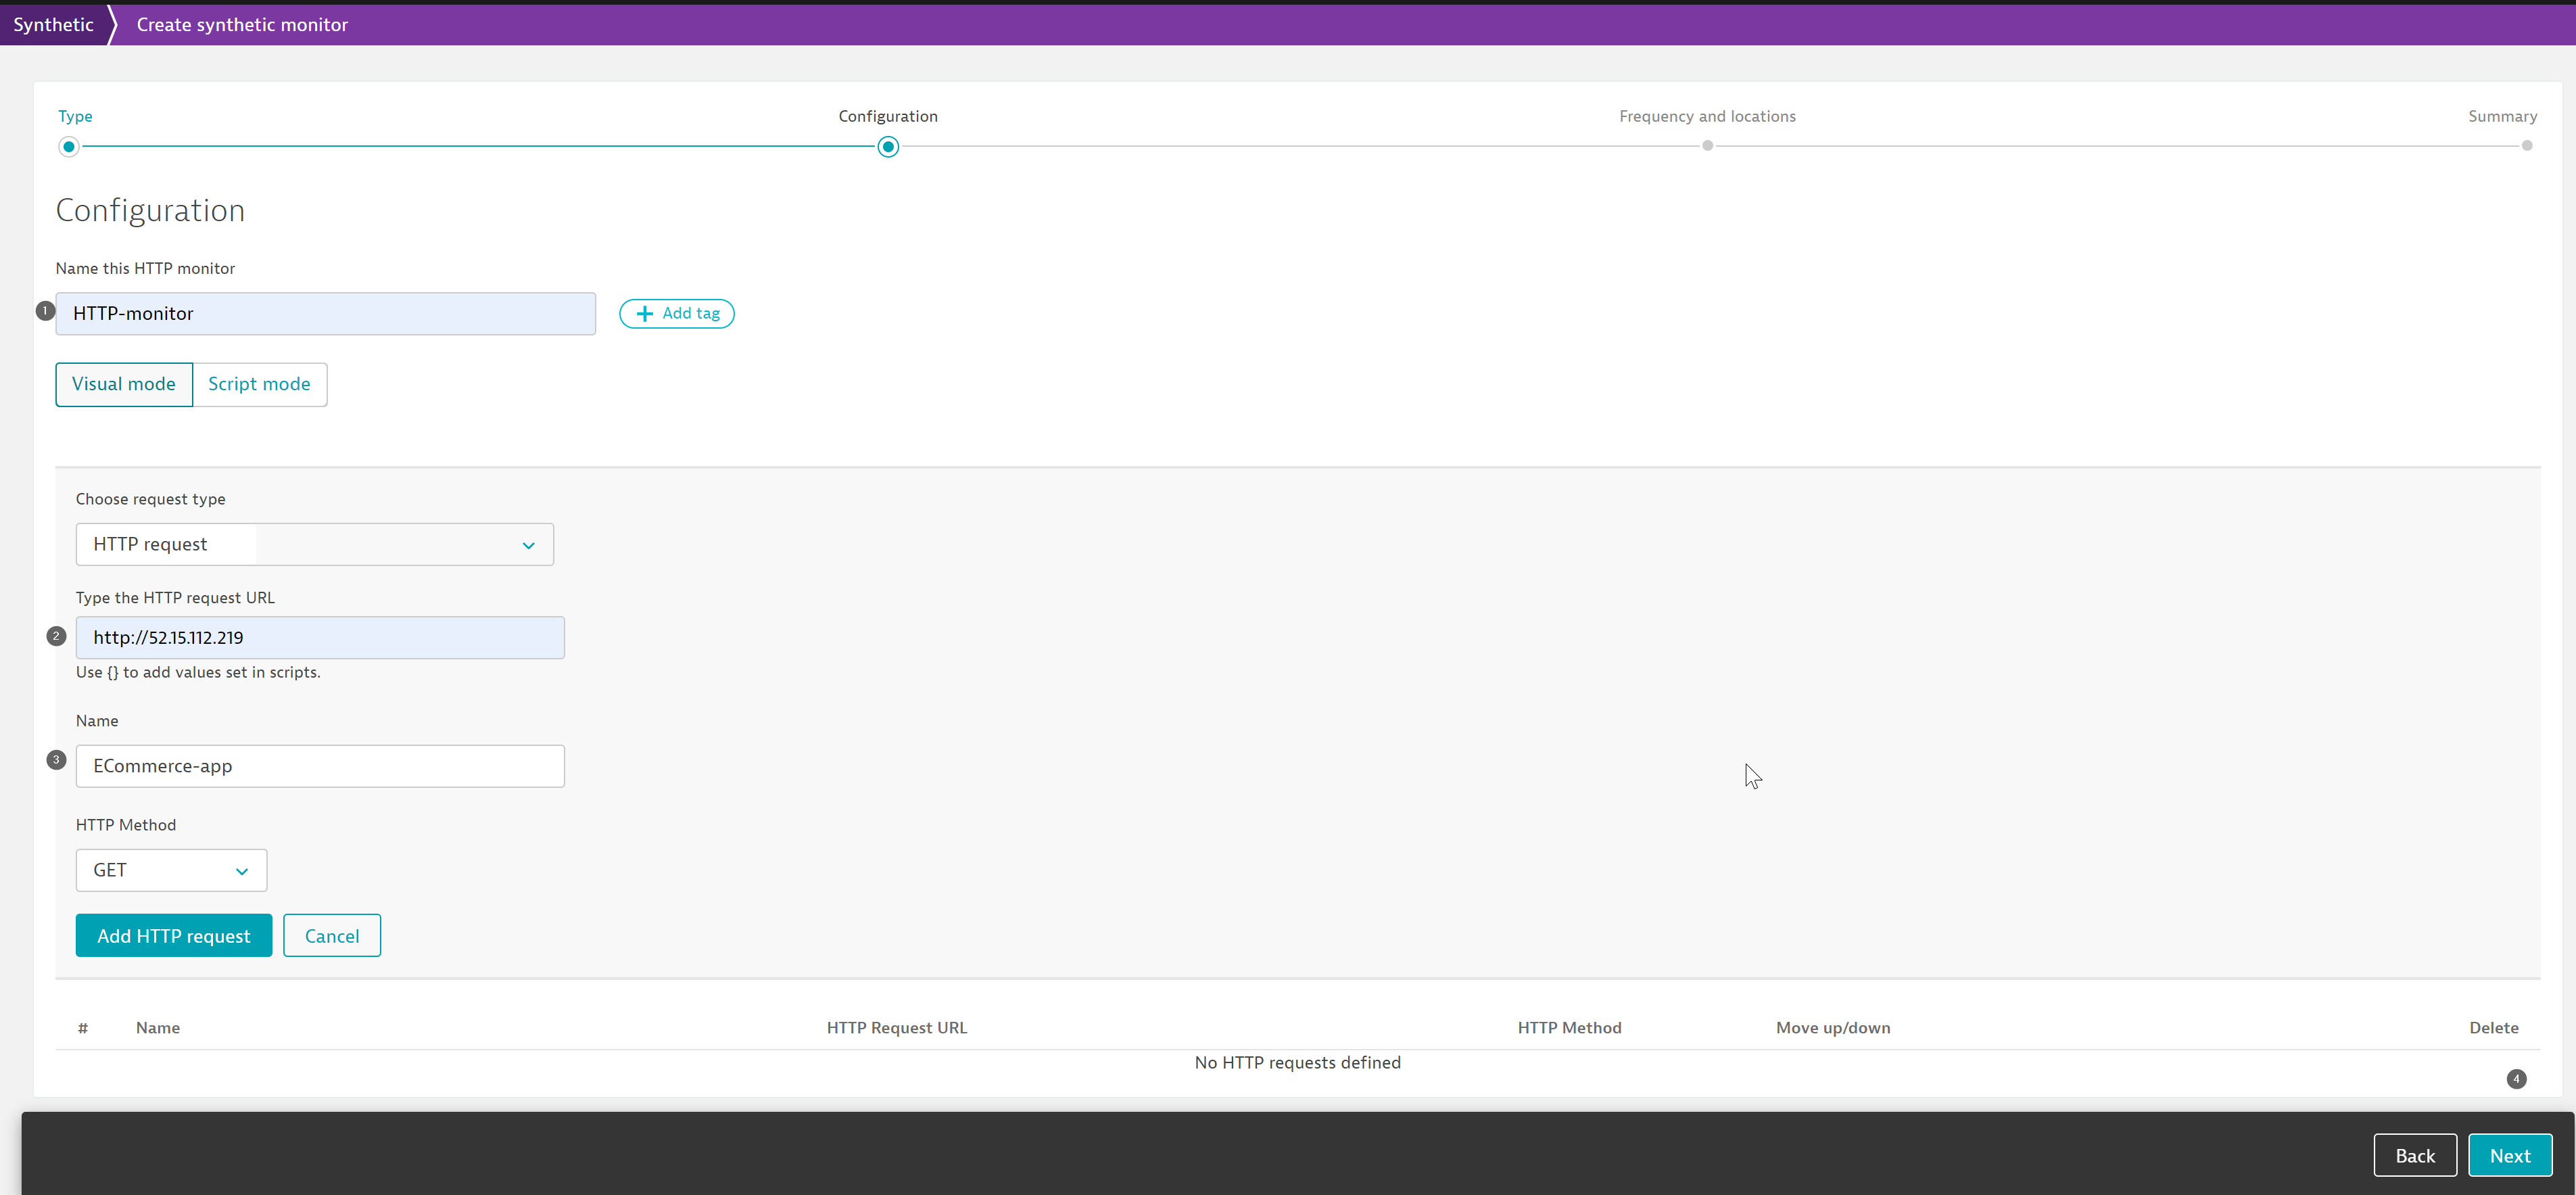 Synthetic Create synthetic monitor
Type Configuration Frequency and locations Summary
Configuration
Name this HTTP monitor
1 HTTP-monitor + Add tag
Visual mode Script mode
Choose request type
HTTP request
Type the HTTP request URL
2 http://52.15.112.219
Use {} to add values set in scripts.
Name
3 ECommerce-app
HTTP Method
GET
Add HTTP request Cancel
# Name HTTP Request URL HTTP Method Move up/down Delete
No HTTP requests defined
4
Back Next